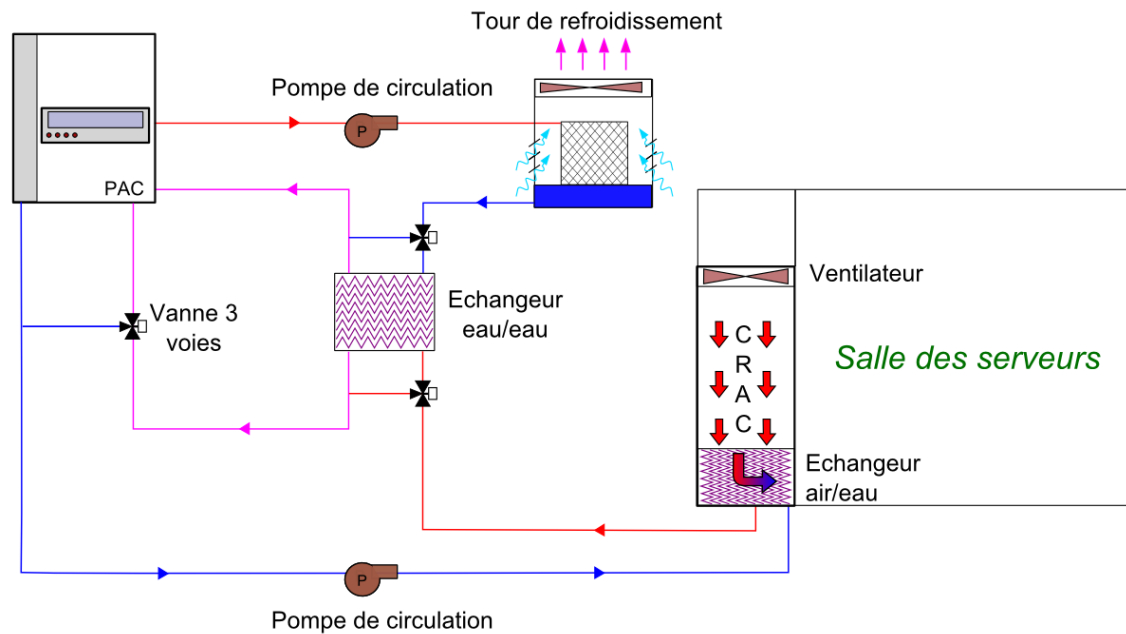 Tour de refroidissement
Pompe de circulation
P
PAC
Ventilateur
Vanne 3
voies
Echangeur
eau/eau
C
R
A
C
Salle des serveurs
Echangeur
air/eau
P
Pompe de circulation